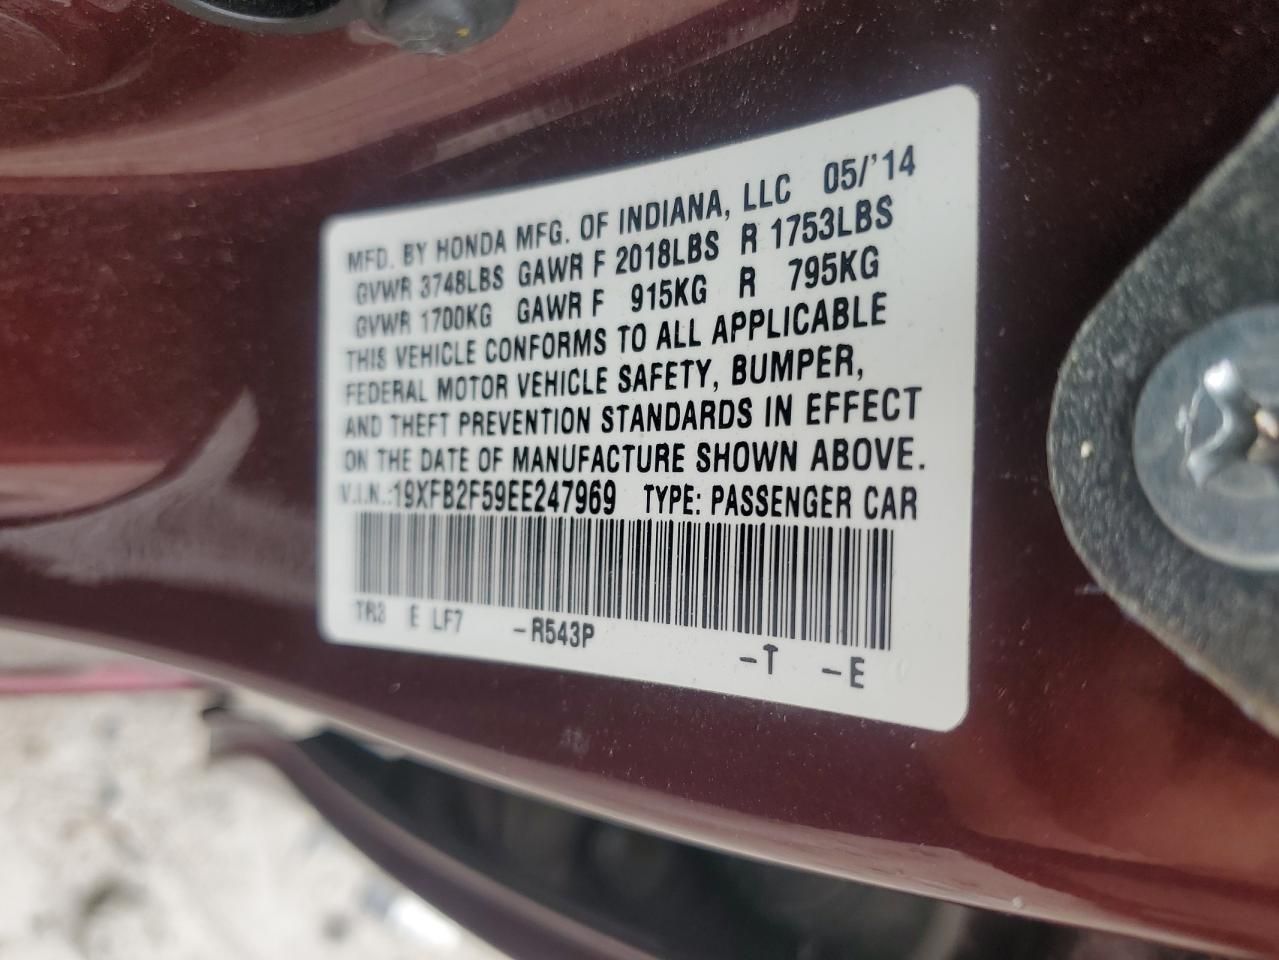 MFD. BY HONDA MFG. OF INDIANA, LLC 05/'14
GVWR 3748LBS GAWR F 2018LBS R 1753LBS
GVWR 1700KG GAWR F 915KG R 795KG
THIS VEHICLE CONFORMS TO ALL APPLICABLE
FEDERAL MOTOR VEHICLE SAFETY, BUMPER,
AND THEFT PREVENTION STANDARDS IN EFFECT
ON THE DATE OF MANUFACTURE SHOWN ABOVE.
V.I.N.:19XFB2F59EE247969 TYPE: PASSENGER CAR
TR3 E LF7 -R543P -T -E